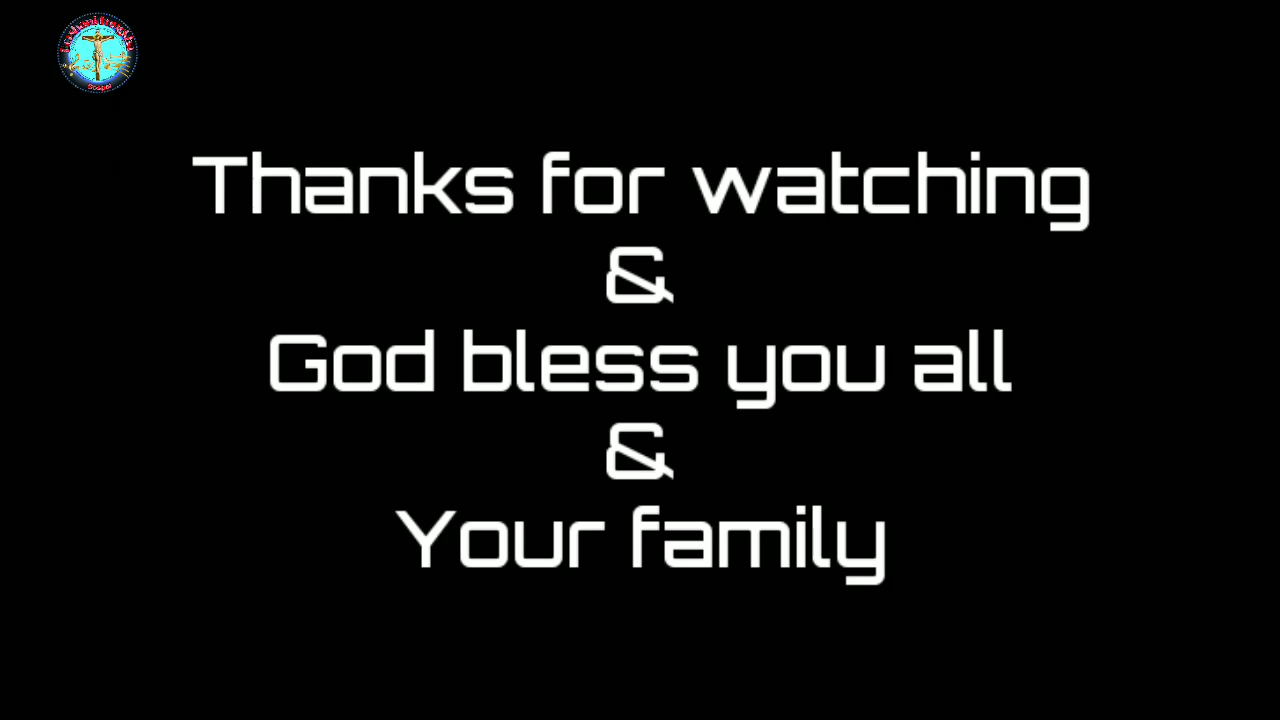 Thanks for watching
&
God bless you all
&
Your family